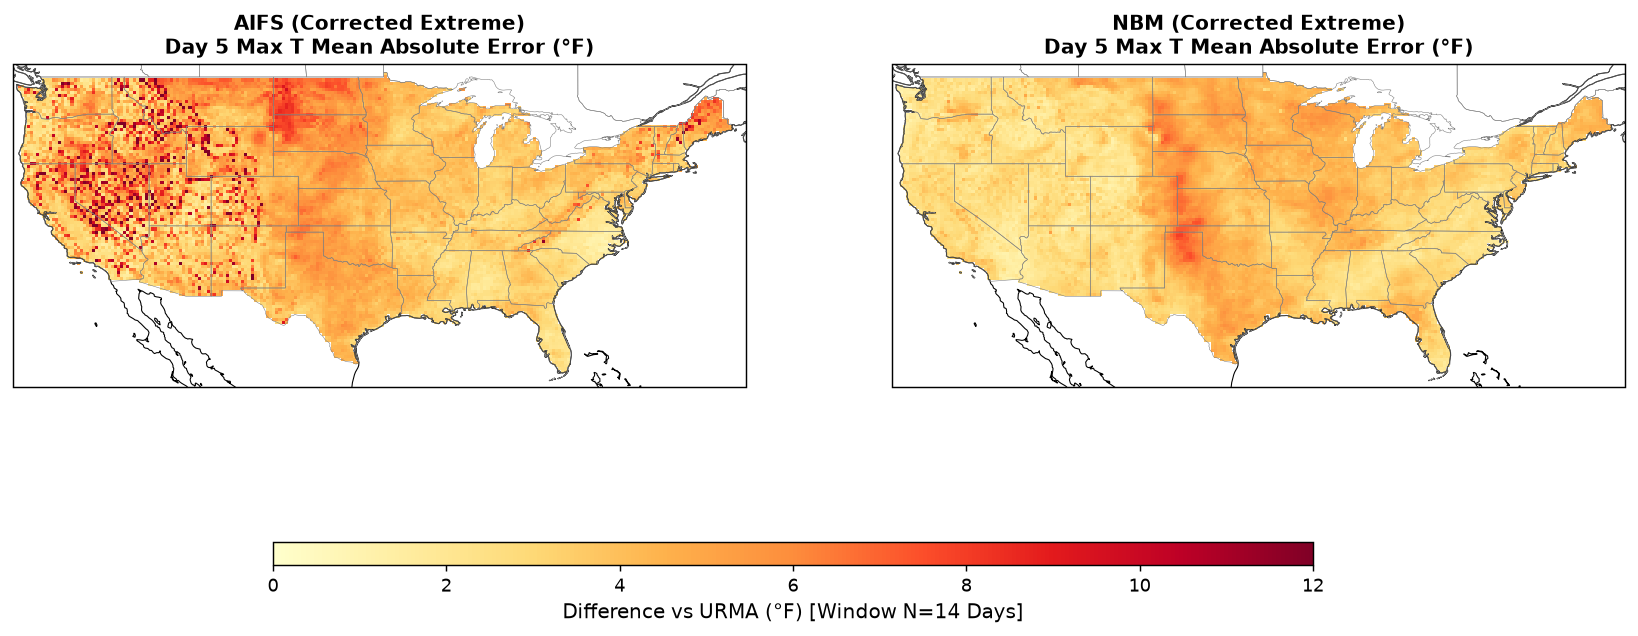 AIFS (Corrected Extreme)
Day 5 Max T Mean Absolute Error (°F)
NBM (Corrected Extreme)
Day 5 Max T Mean Absolute Error (°F)
0 2 4 6 8 10 12
Difference vs URMA (°F) [Window N=14 Days]